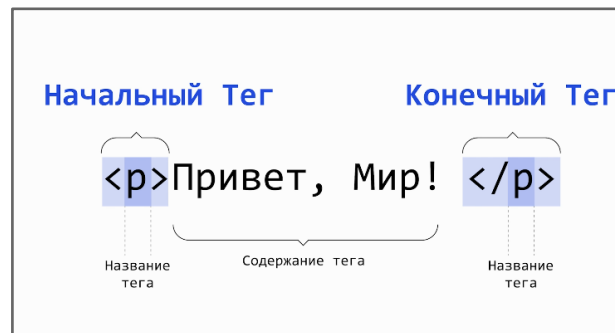 Начальный Тег
Конечный Тег
<p>Привет, Мир! </p>
Название
тега
Содержание тега
Название
тега